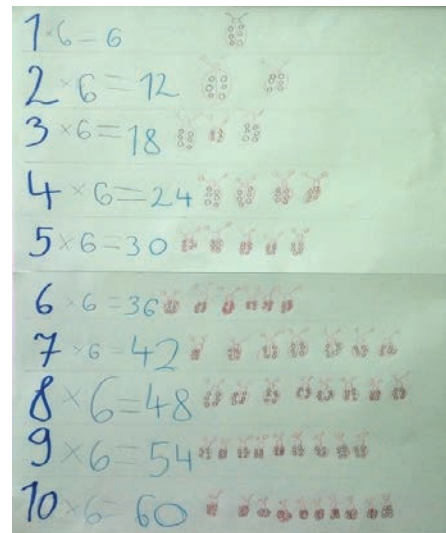 1 × 6 = 6
2 × 6 = 12
3 × 6 = 18
4 × 6 = 24
5 × 6 = 30
6 × 6 = 36
7 × 6 = 42
8 × 6 = 48
9 × 6 = 54
10 × 6 = 60